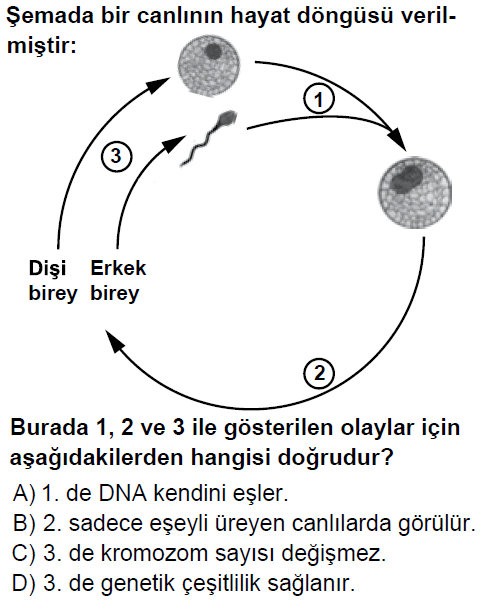 Şemada bir canlının hayat döngüsü veril-
miştir:
1
3
Dişi Erkek
birey birey
2
Burada 1, 2 ve 3 ile gösterilen olaylar için
aşağıdakilerden hangisi doğrudur?
A) 1. de DNA kendini eşler.
B) 2. sadece eşeyli üreyen canlılarda görülür.
C) 3. de kromozom sayısı değişmez.
D) 3. de genetik çeşitlilik sağlanır.